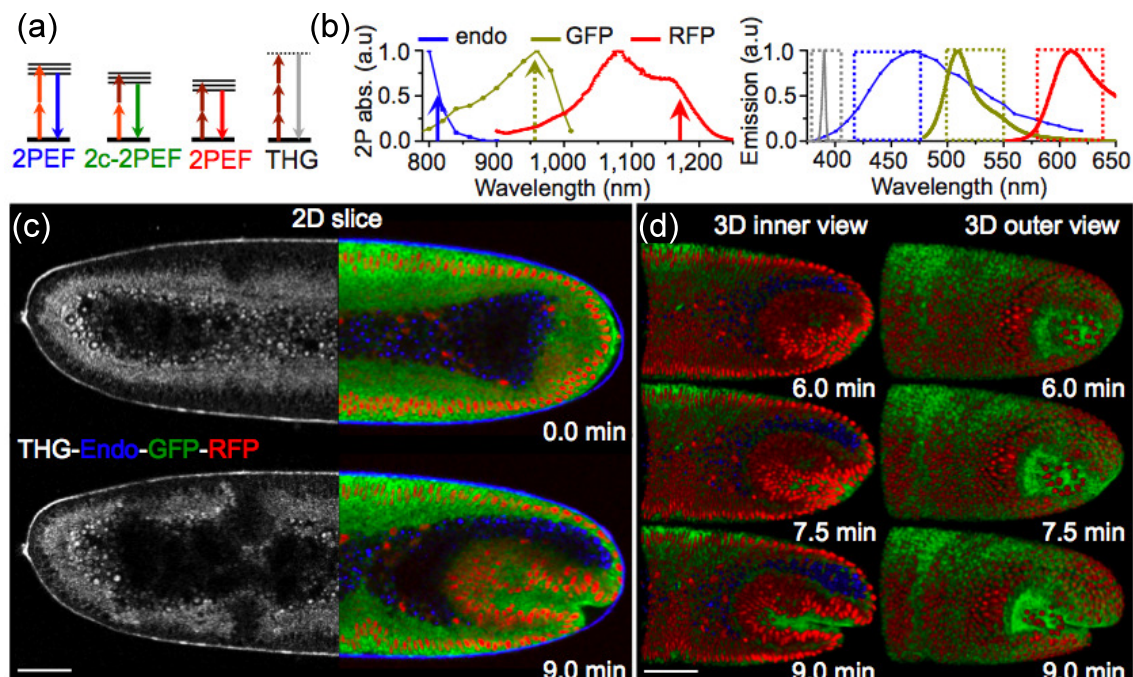 (a)
2PEF 2c-2PEF 2PEF THG
(b)
endo GFP RFP
2P abs. (a.u)
1.0
0.5
0.0
800 900 1,000 1,100 1,200
Wavelength (nm)
Emission (a.u)
1.0
0.5
0.0
400 450 500 550 600 650
Wavelength (nm)
(c)
2D slice
0.0 min
THG-Endo-GFP-RFP
9.0 min
(d)
3D inner view 3D outer view
6.0 min 6.0 min
7.5 min 7.5 min
9.0 min 9.0 min